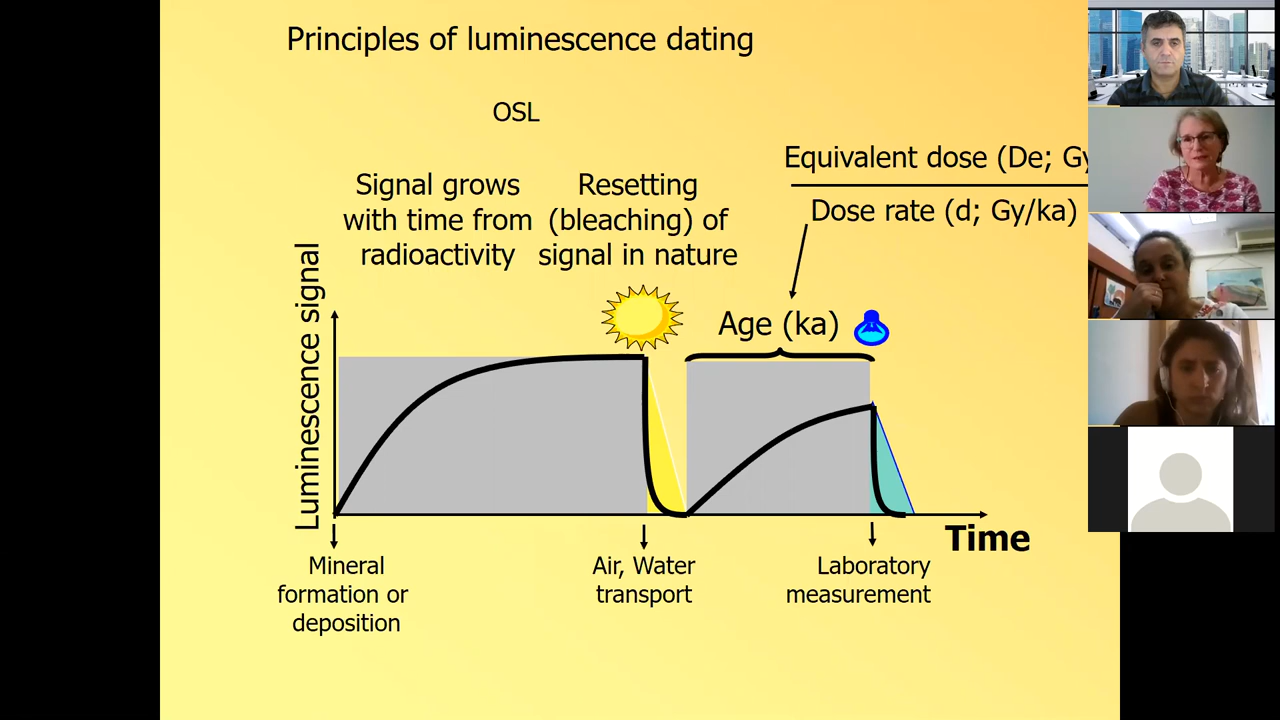 Principles of luminescence dating
OSL
Signal grows
with time from
radioactivity
Resetting
(bleaching) of
signal in nature
Equivalent dose (De; Gy
Dose rate (d; Gy/ka)
Age (ka)
Luminescence signal
Time
Mineral
formation or
deposition
Air, Water
transport
Laboratory
measurement